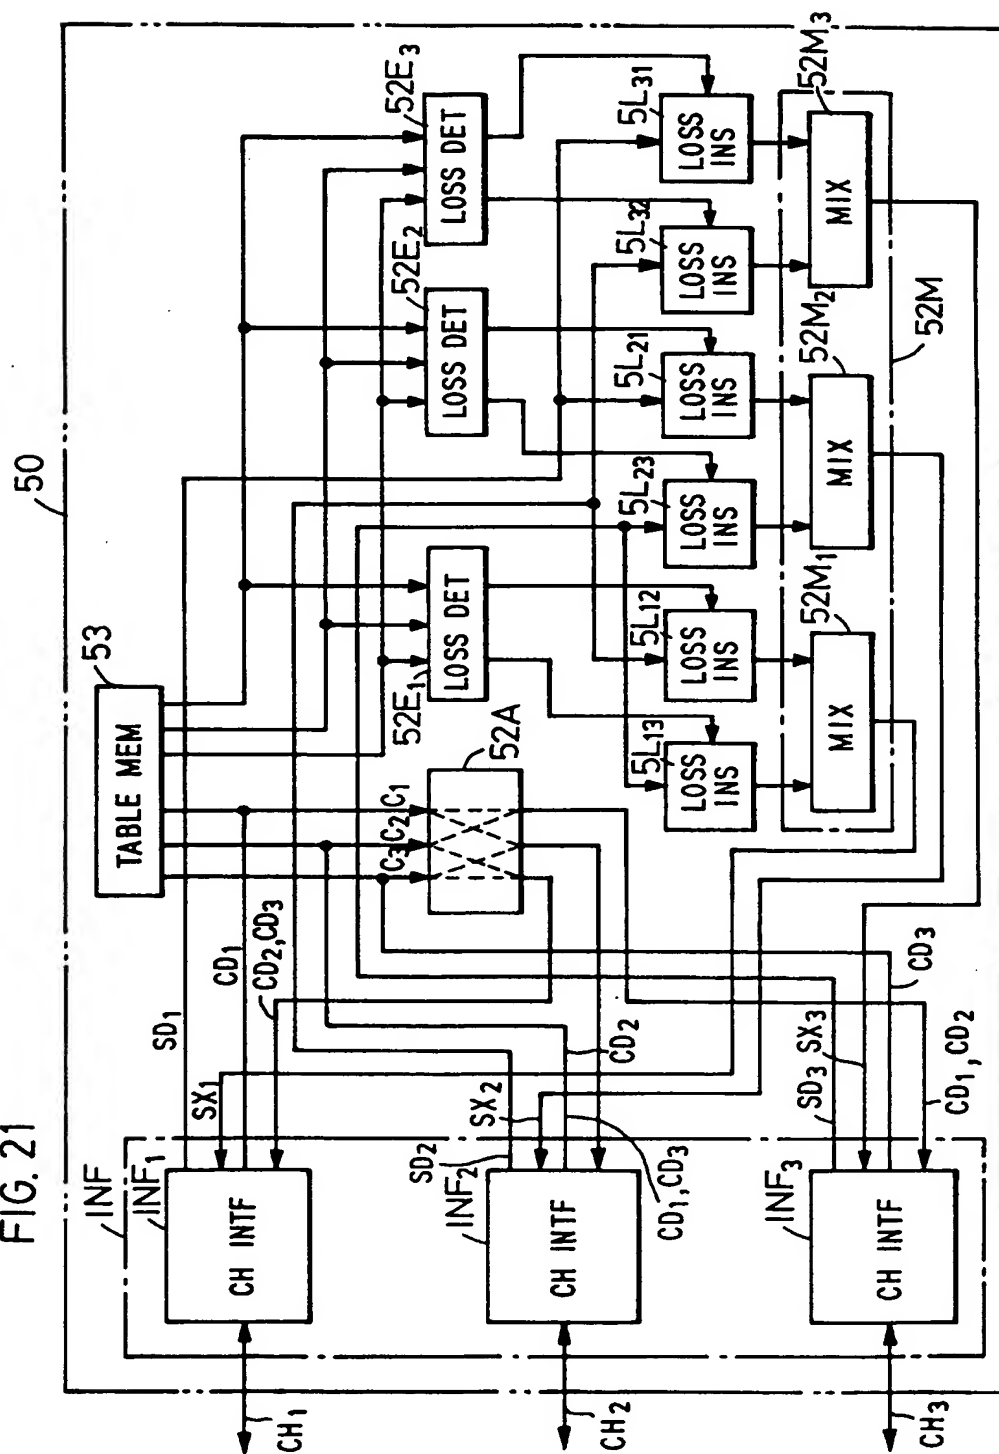 FIG. 21
50
INF
INF1
CH INTF
CH1
INF2
CH INTF
CH2
INF3
CH INTF
CH3
SD1
SX1
CD1
CD2, CD3
SD2
SX2
CD2
CD1, CD3
SD3
SX3
CD3
CD1, CD2
53
TABLE MEM
C3
C2
C1
52A
52E1
LOSS DET
52E2
LOSS DET
52E3
LOSS DET
5L13
LOSS INS
5L12
LOSS INS
5L23
LOSS INS
5L21
LOSS INS
5L32
LOSS INS
5L31
LOSS INS
52M1
MIX
52M2
MIX
52M3
MIX
52M